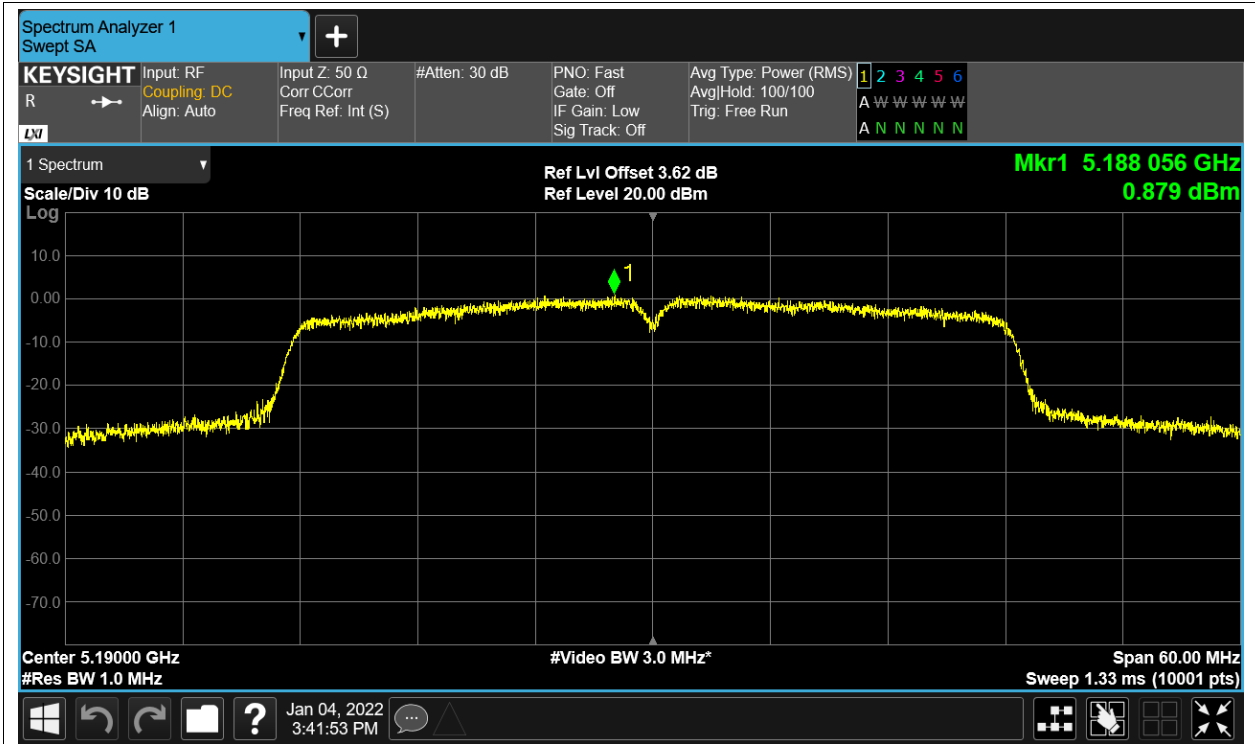 Spectrum Analyzer 1
Swept SA
KEYSIGHT
R
LXI
Input: RF
Coupling: DC
Align: Auto
Input Z: 50 Ω
Corr CCorr
Freq Ref: Int (S)
#Atten: 30 dB
PNO: Fast
Gate: Off
IF Gain: Low
Sig Track: Off
Avg Type: Power (RMS)
Avg|Hold: 100/100
Trig: Free Run
1 2 3 4 5 6
A W W W W W
A N N N N N
1 Spectrum
Scale/Div 10 dB
Ref Lvl Offset 3.62 dB
Ref Level 20.00 dBm
Mkr1 5.188 056 GHz
0.879 dBm
Log
10.0
0.00
-10.0
-20.0
-30.0
-40.0
-50.0
-60.0
-70.0
1
Center 5.19000 GHz
#Res BW 1.0 MHz
#Video BW 3.0 MHz*
Span 60.00 MHz
Sweep 1.33 ms (10001 pts)
?
Jan 04, 2022
3:41:53 PM